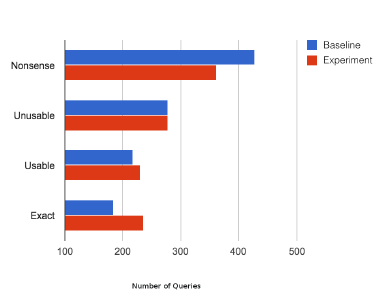 Baseline
Experiment
Nonsense
Unusable
Usable
Exact
100 200 300 400 500
Number of Queries